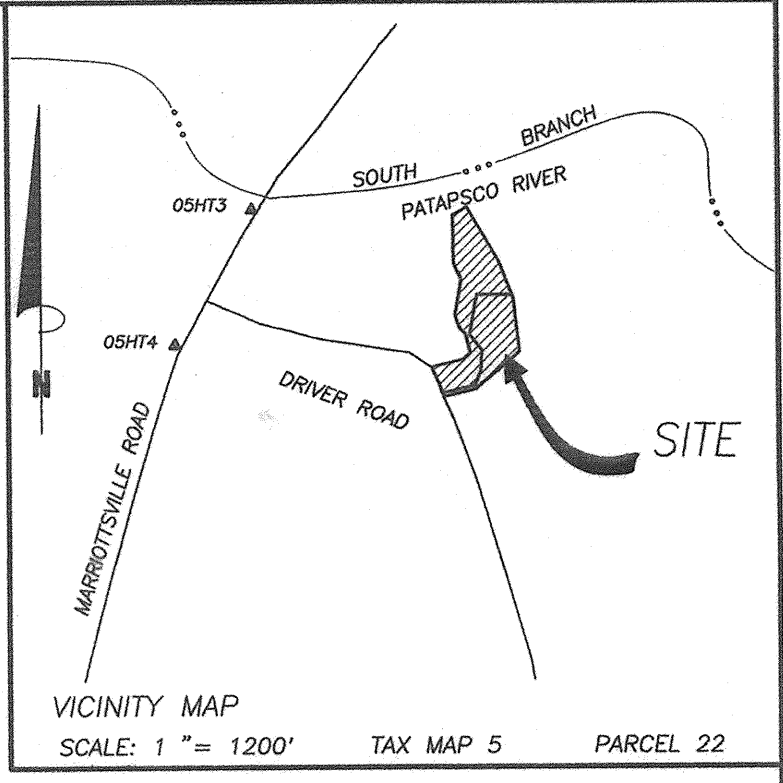 BRANCH
SOUTH
PATAPSCO RIVER
05HT3
05HT4
N
DRIVER ROAD
SITE
MARRIOTTSVILLE ROAD
VICINITY MAP
SCALE: 1 "= 1200' TAX MAP 5 PARCEL 22